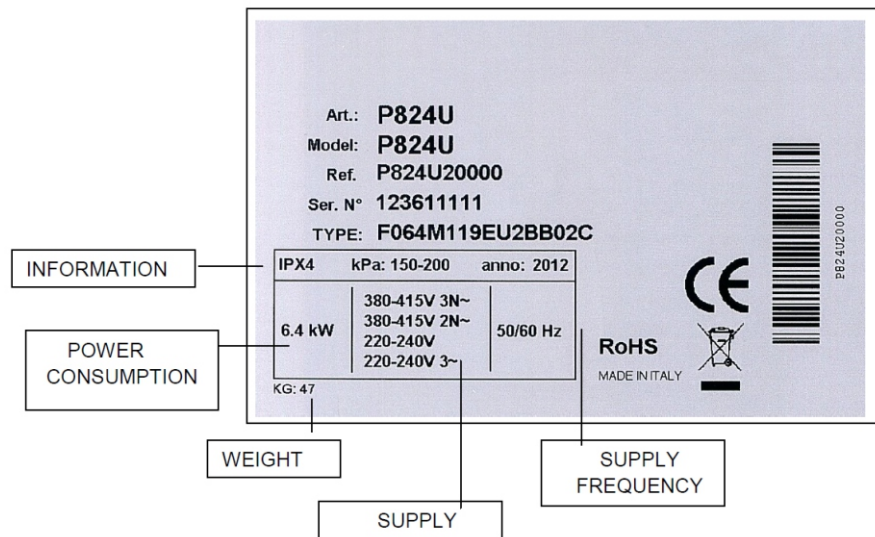 Art.: P824U
Model: P824U
Ref. P824U20000
Ser. N° 123611111
TYPE: F064M119EU2BB02C
IPX4 kPa: 150-200 anno: 2012
6.4 kW
380-415V 3N~
380-415V 2N~
220-240V
220-240V 3~
50/60 Hz
KG: 47
CE
RoHS
MADE IN ITALY
P824U20000
INFORMATION
POWER
CONSUMPTION
WEIGHT
SUPPLY
SUPPLY
FREQUENCY